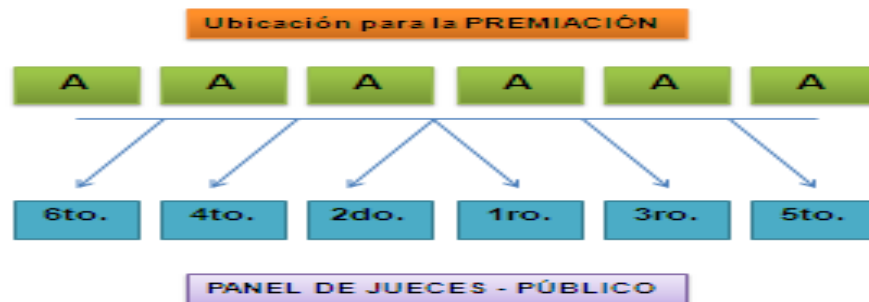 Ubicación para la PREMIACIÓN
A A A A A A
6to. 4to. 2do. 1ro. 3ro. 5to.
PANEL DE JUECES - PÚBLICO